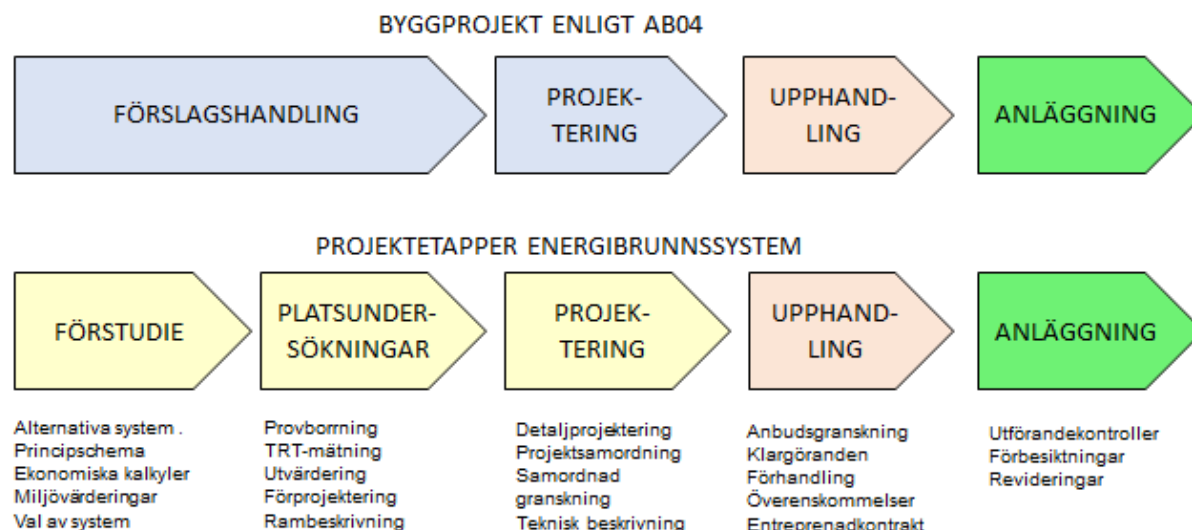 BYGGPROJEKT ENLIGT AB04
FÖRSLAGSHANDLING
PROJEK-
TERING
UPPHAND-
LING
ANLÄGGNING
PROJEKTETAPPER ENERGIBRUNNSSYSTEM
FÖRSTUDIE
PLATSUNDER-
SÖKNINGAR
PROJEK-
TERING
UPPHAND-
LING
ANLÄGGNING
Alternativa system .
Principschema
Ekonomiska kalkyler
Miljövärderingar
Val av system
Provborrning
TRT-mätning
Utvärdering
Förprojektering
Rambeskrivning
Detaljprojektering
Projektsamordning
Samordnad
granskning
Teknisk beskrivning
Anbudsgranskning
Klargöranden
Förhandling
Överenskommelser
Entreprenadkontrakt
Utförandekontroller
Förbesiktningar
Revideringar